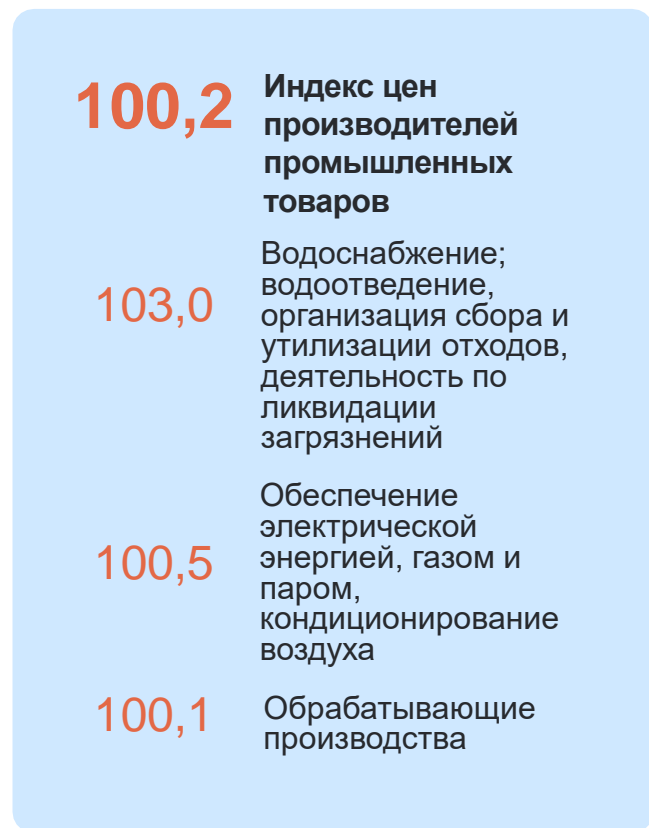 100,2
Индекс цен
производителей
промышленных
товаров
103,0
Водоснабжение;
водоотведение,
организация сбора и
утилизации отходов,
деятельность по
ликвидации
загрязнений
100,5
Обеспечение
электрической
энергией, газом и
паром,
кондиционирование
воздуха
100,1
Обрабатывающие
производства